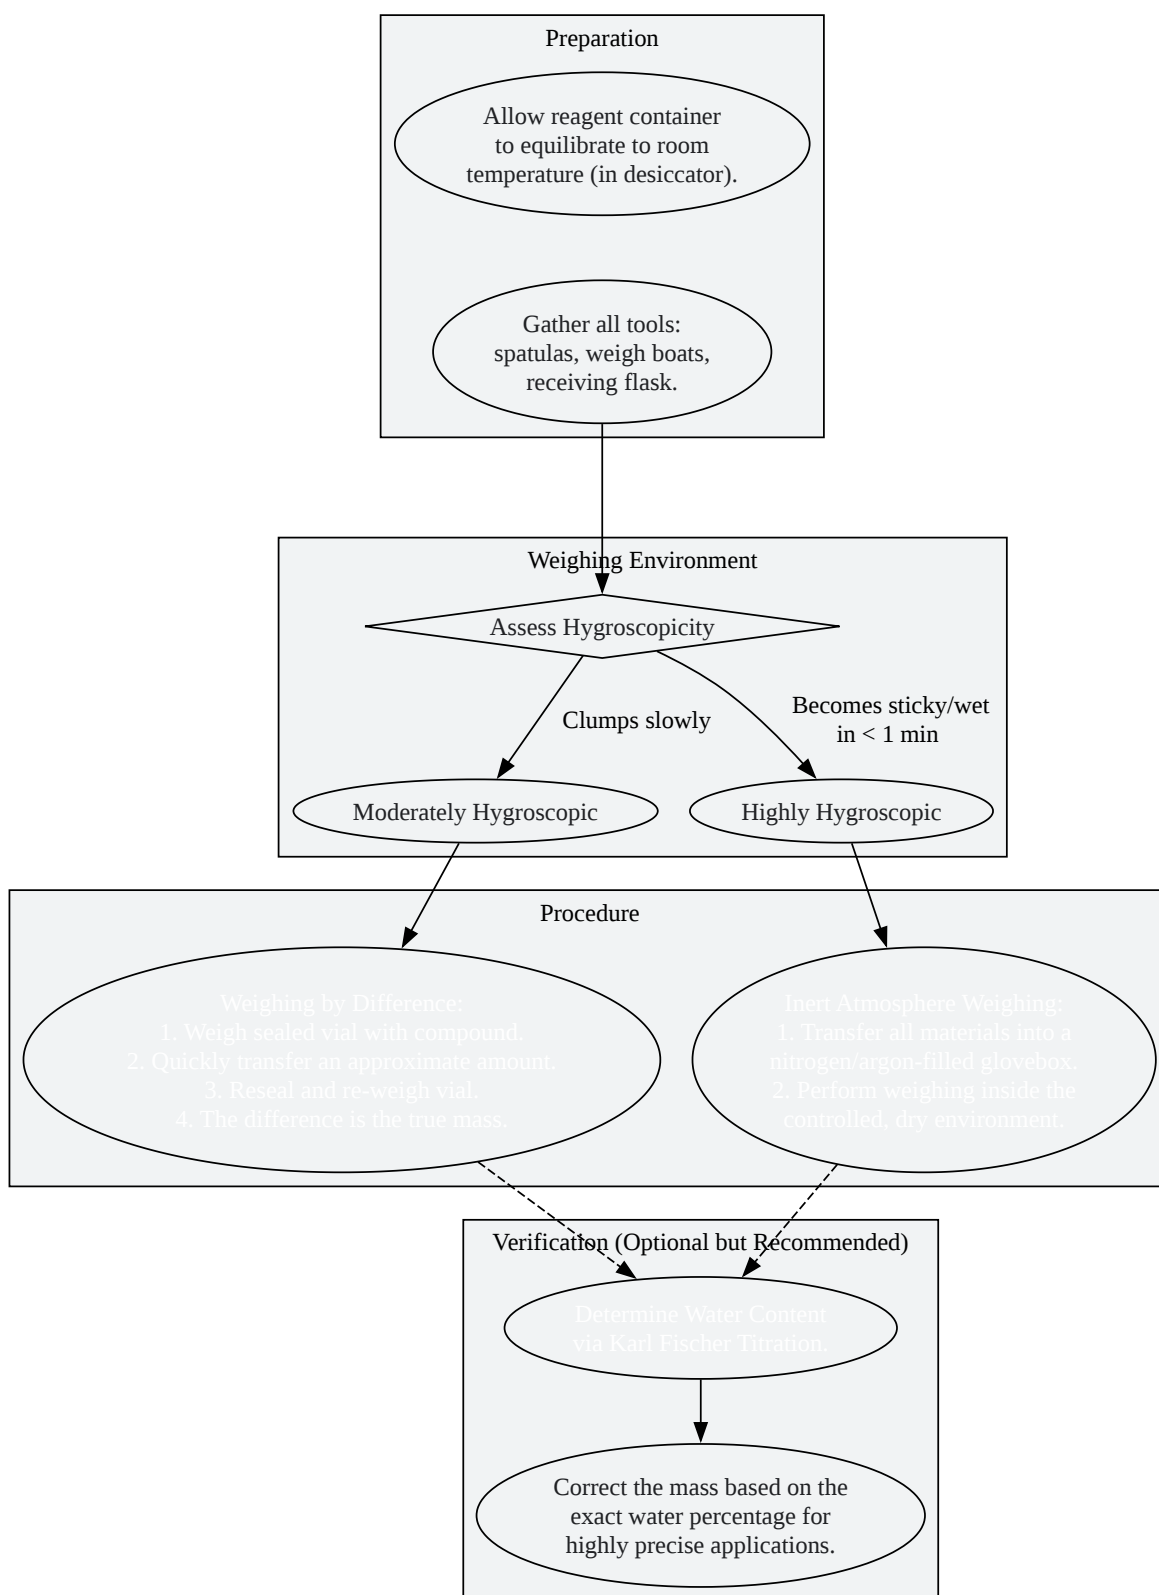 Preparation
Allow reagent container
to equilibrate to room
temperature (in desiccator).
Gather all tools:
spatulas, weigh boats,
receiving flask.
Weighing Environment
Assess Hygroscopicity
Clumps slowly
Becomes sticky/wet
in < 1 min
Moderately Hygroscopic
Highly Hygroscopic
Procedure
Weighing by Difference:
1. Weigh sealed vial with compound.
2. Quickly transfer an approximate amount.
3. Reseal and re-weigh vial.
4. The difference is the true mass.
Inert Atmosphere Weighing:
1. Transfer all materials into a
nitrogen/argon-filled glovebox.
2. Perform weighing inside the
controlled, dry environment.
Verification (Optional but Recommended)
Determine Water Content
via Karl Fischer Titration.
Correct the mass based on the
exact water percentage for
highly precise applications.